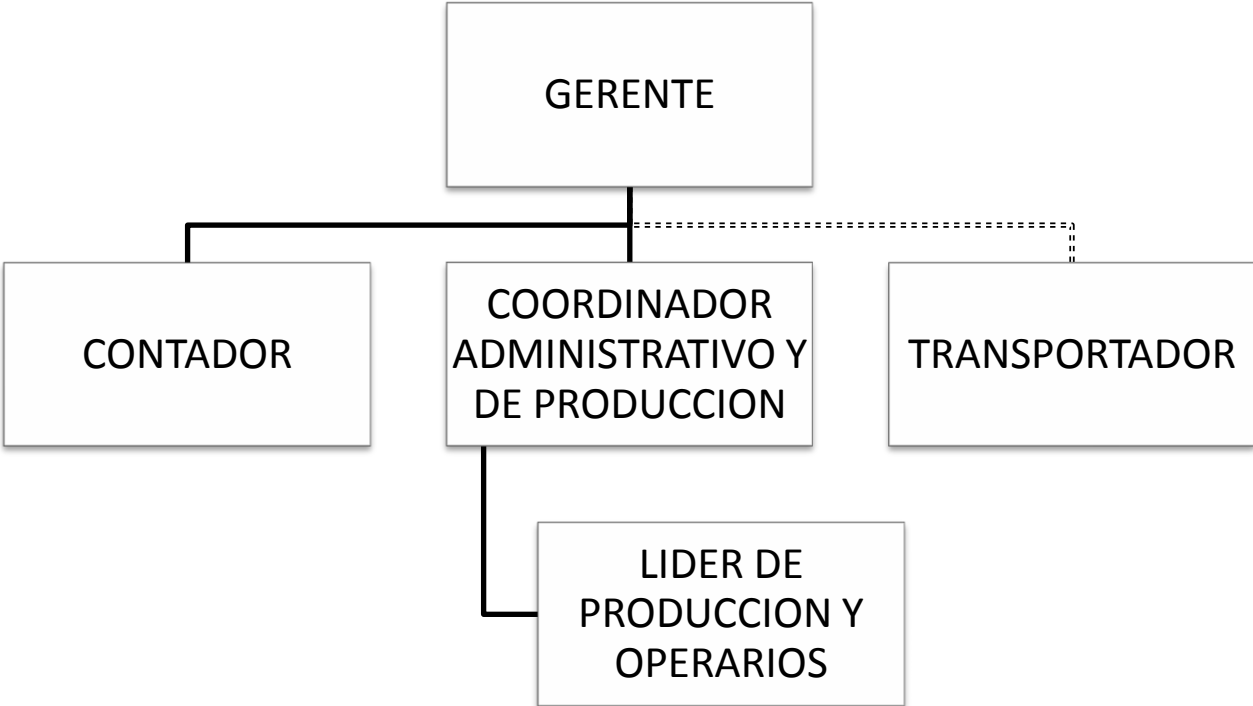 GERENTE
CONTADOR
COORDINADOR
ADMINISTRATIVO Y
DE PRODUCCION
TRANSPORTADOR
LIDER DE
PRODUCCION Y
OPERARIOS